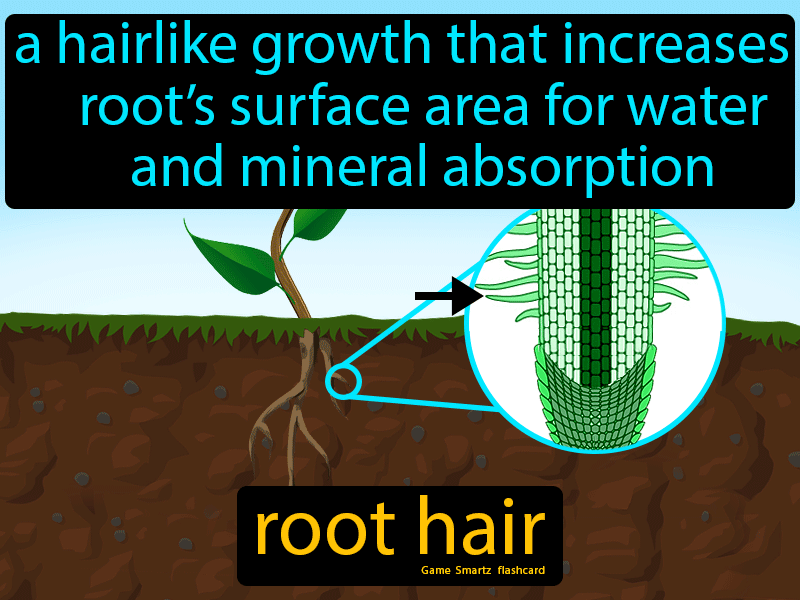 a hairlike growth that increases
root's surface area for water
and mineral absorption
root hair
Game Smartz flashcard